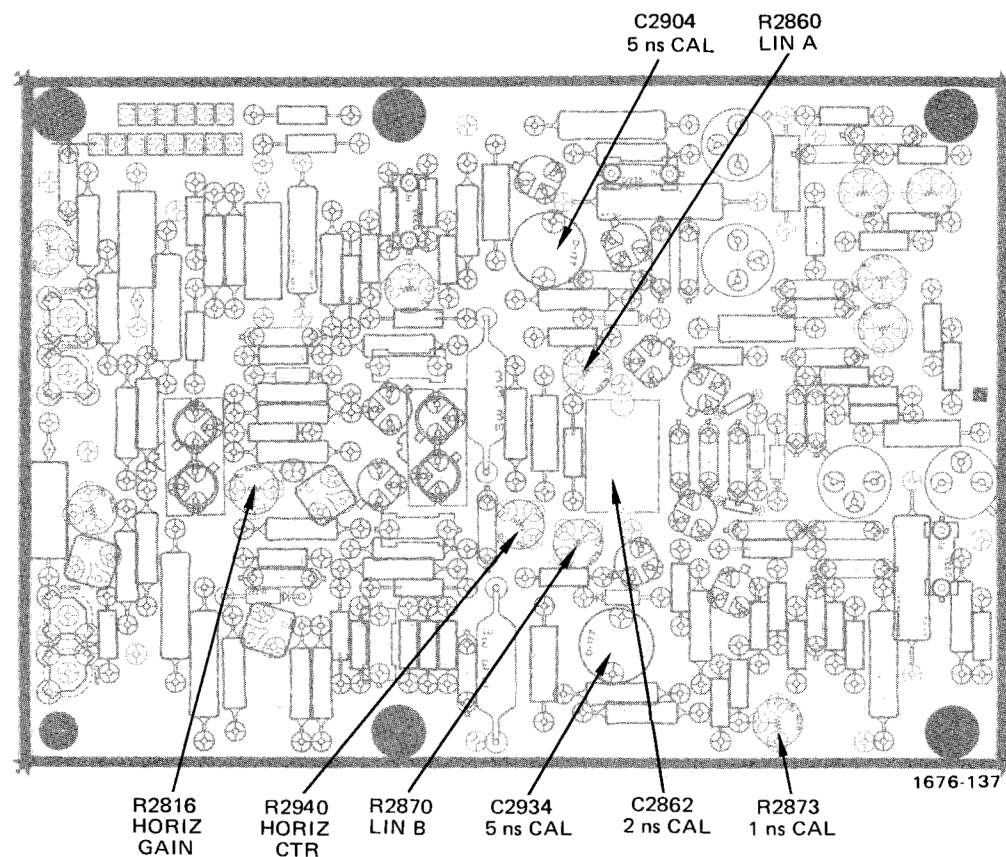 C2904
5 ns CAL
R2860
LIN A
1676-137
R2816
HORIZ
GAIN
R2940
HORIZ
CTR
R2870
LIN B
C2934
5 ns CAL
C2862
2 ns CAL
R2873
1 ns CAL